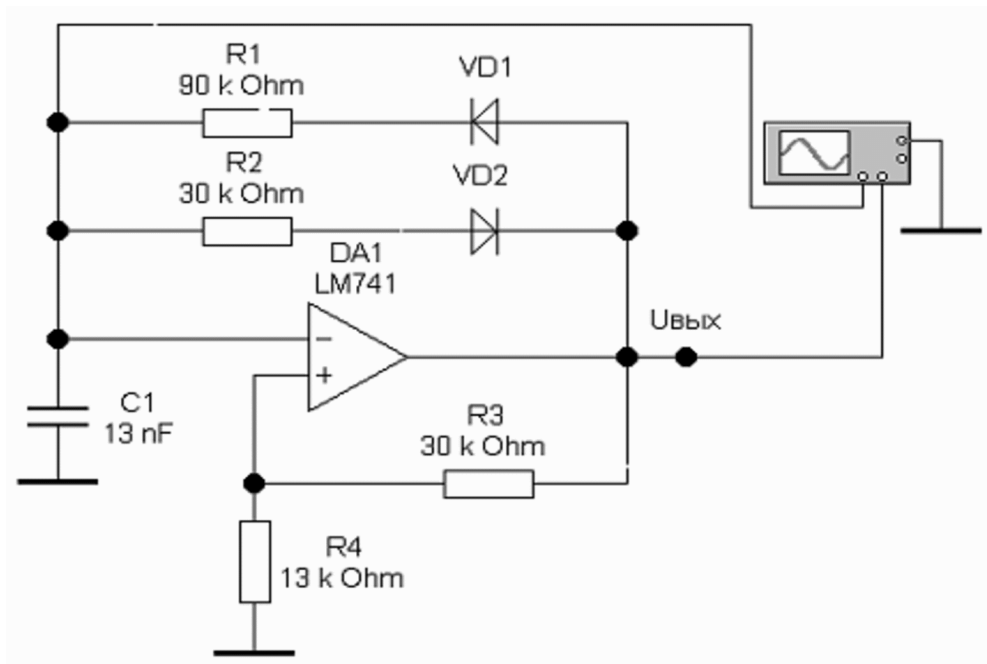 R1
90 k Ohm
VD1
R2
30 k Ohm
VD2
DA1
LM741
−
+
Uвых
C1
13 nF
R3
30 k Ohm
R4
13 k Ohm